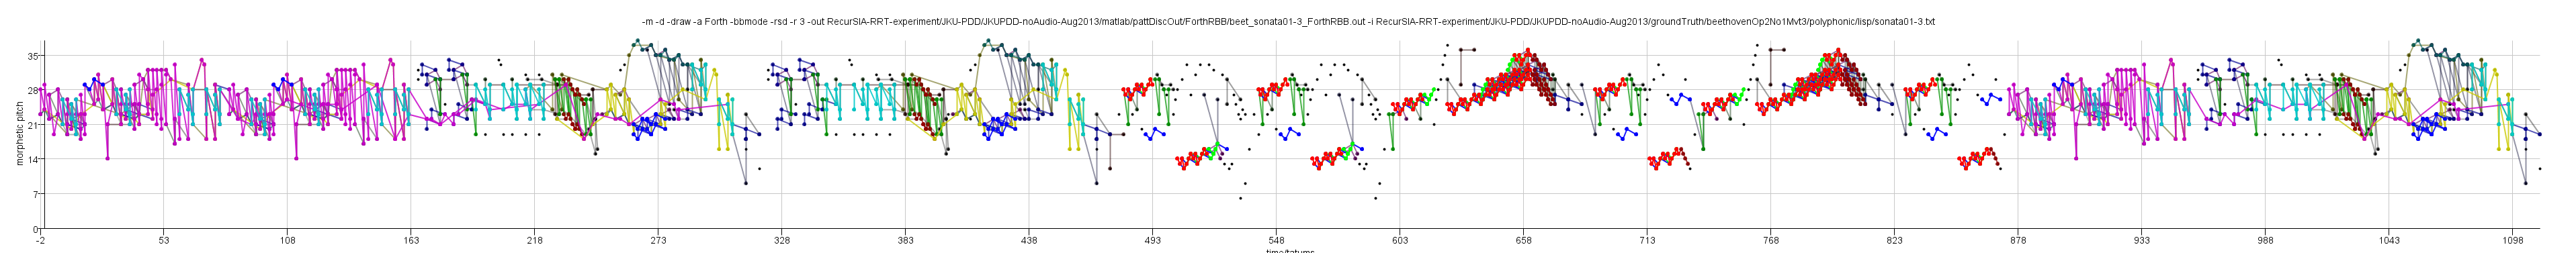 -m -d -draw -a Forth -bbmode -rsd -r 3 -out RecurSIA-RRT-experiment/JKU-PDD/JKUPDD-noAudio-Aug2013/matlab/pattDiscOut/ForthRBB/beet_sonata01-3_ForthRBB.out -i RecurSIA-RRT-experiment/JKU-PDD/JKUPDD-noAudio-Aug2013/groundTruth/beethovenOp2No1Mvt3/polyphonic/lisp/sonata01-3.txt
morphetic pitch
35
28
21
14
7
0
-2 53 108 163 218 273 328 383 438 493 548 603 658 713 768 823 878 933 988 1043 1098
time/tatums